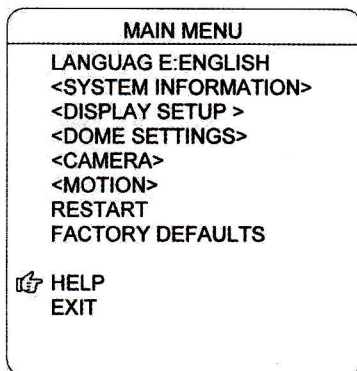 MAIN MENU
LANGUAG E:ENGLISH
<SYSTEM INFORMATION>
<DISPLAY SETUP >
<DOME SETTINGS>
<CAMERA>
<MOTION>
RESTART
FACTORY DEFAULTS
HELP
EXIT